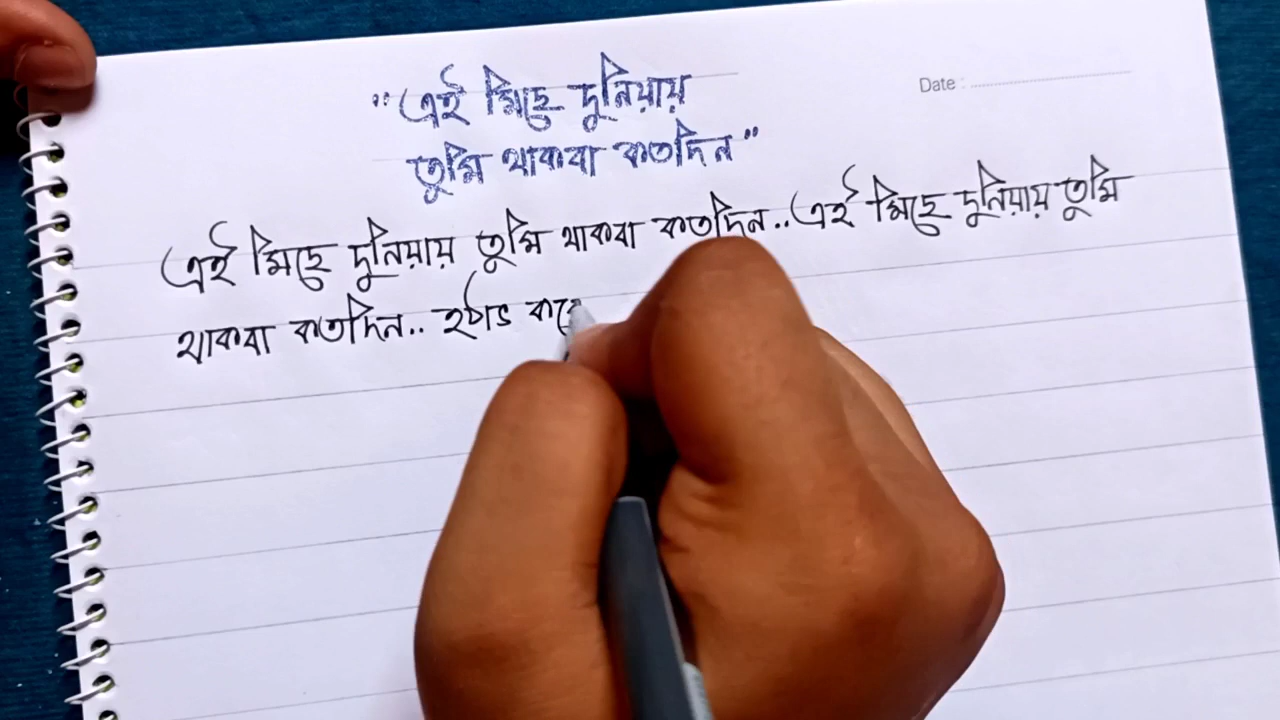 "এই মিছে দুনিয়ায়
তুমি থাকবা কতদিন"
Date :
এই মিছে দুনিয়ায় তুমি থাকবা কতদিন..এই মিছে দুনিয়ায় তুমি
থাকবা কতদিন.. হঠাৎ